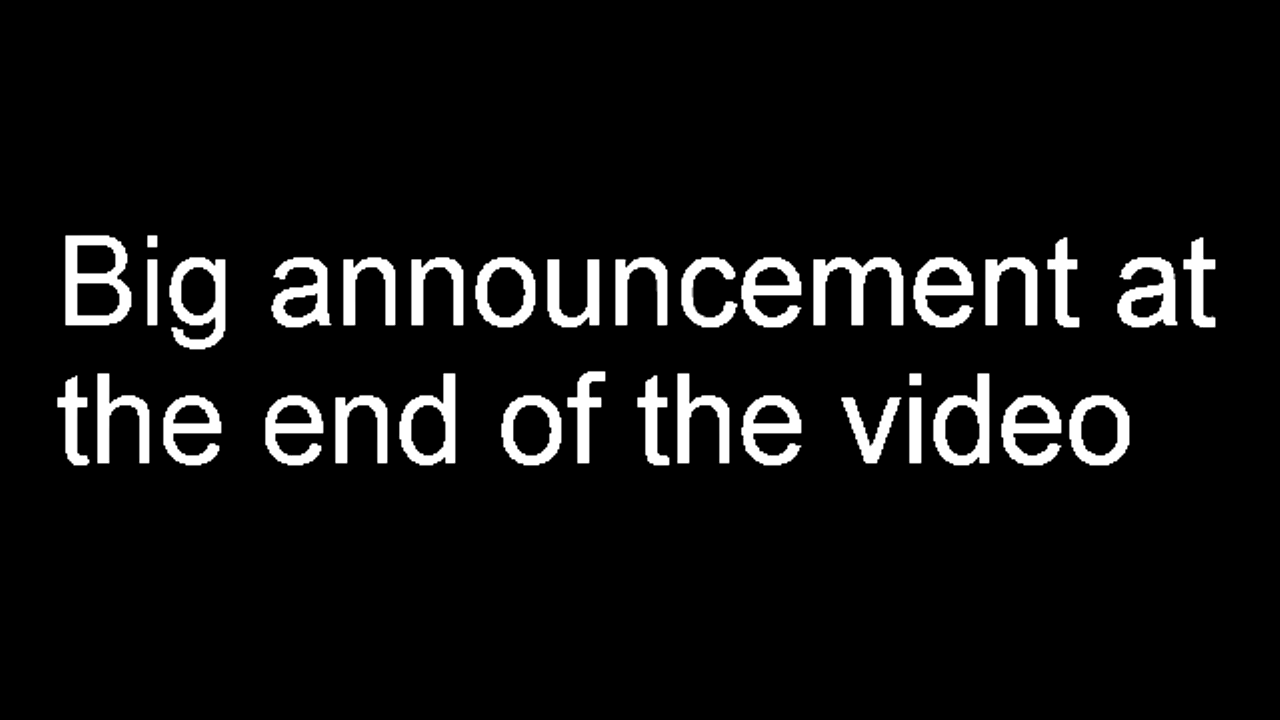 Big announcement at
the end of the video